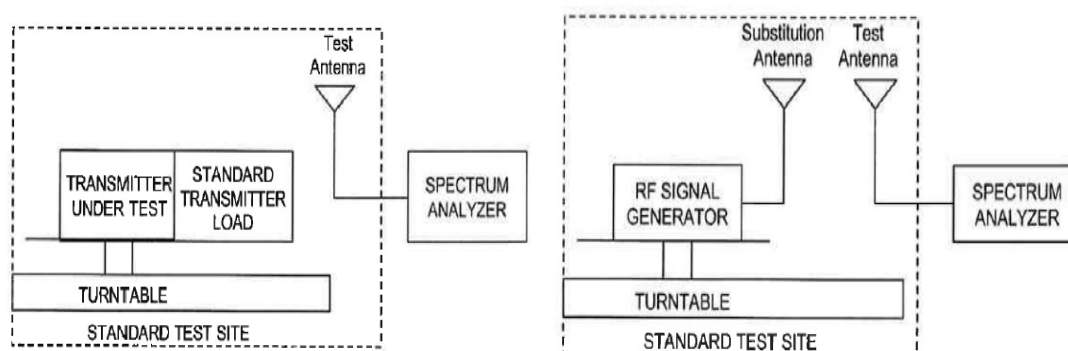 Test
Antenna
TRANSMITTER
UNDER TEST
STANDARD
TRANSMITTER
LOAD
SPECTRUM
ANALYZER
TURNTABLE
STANDARD TEST SITE
Substitution
Antenna
Test
Antenna
RF SIGNAL
GENERATOR
SPECTRUM
ANALYZER
TURNTABLE
STANDARD TEST SITE